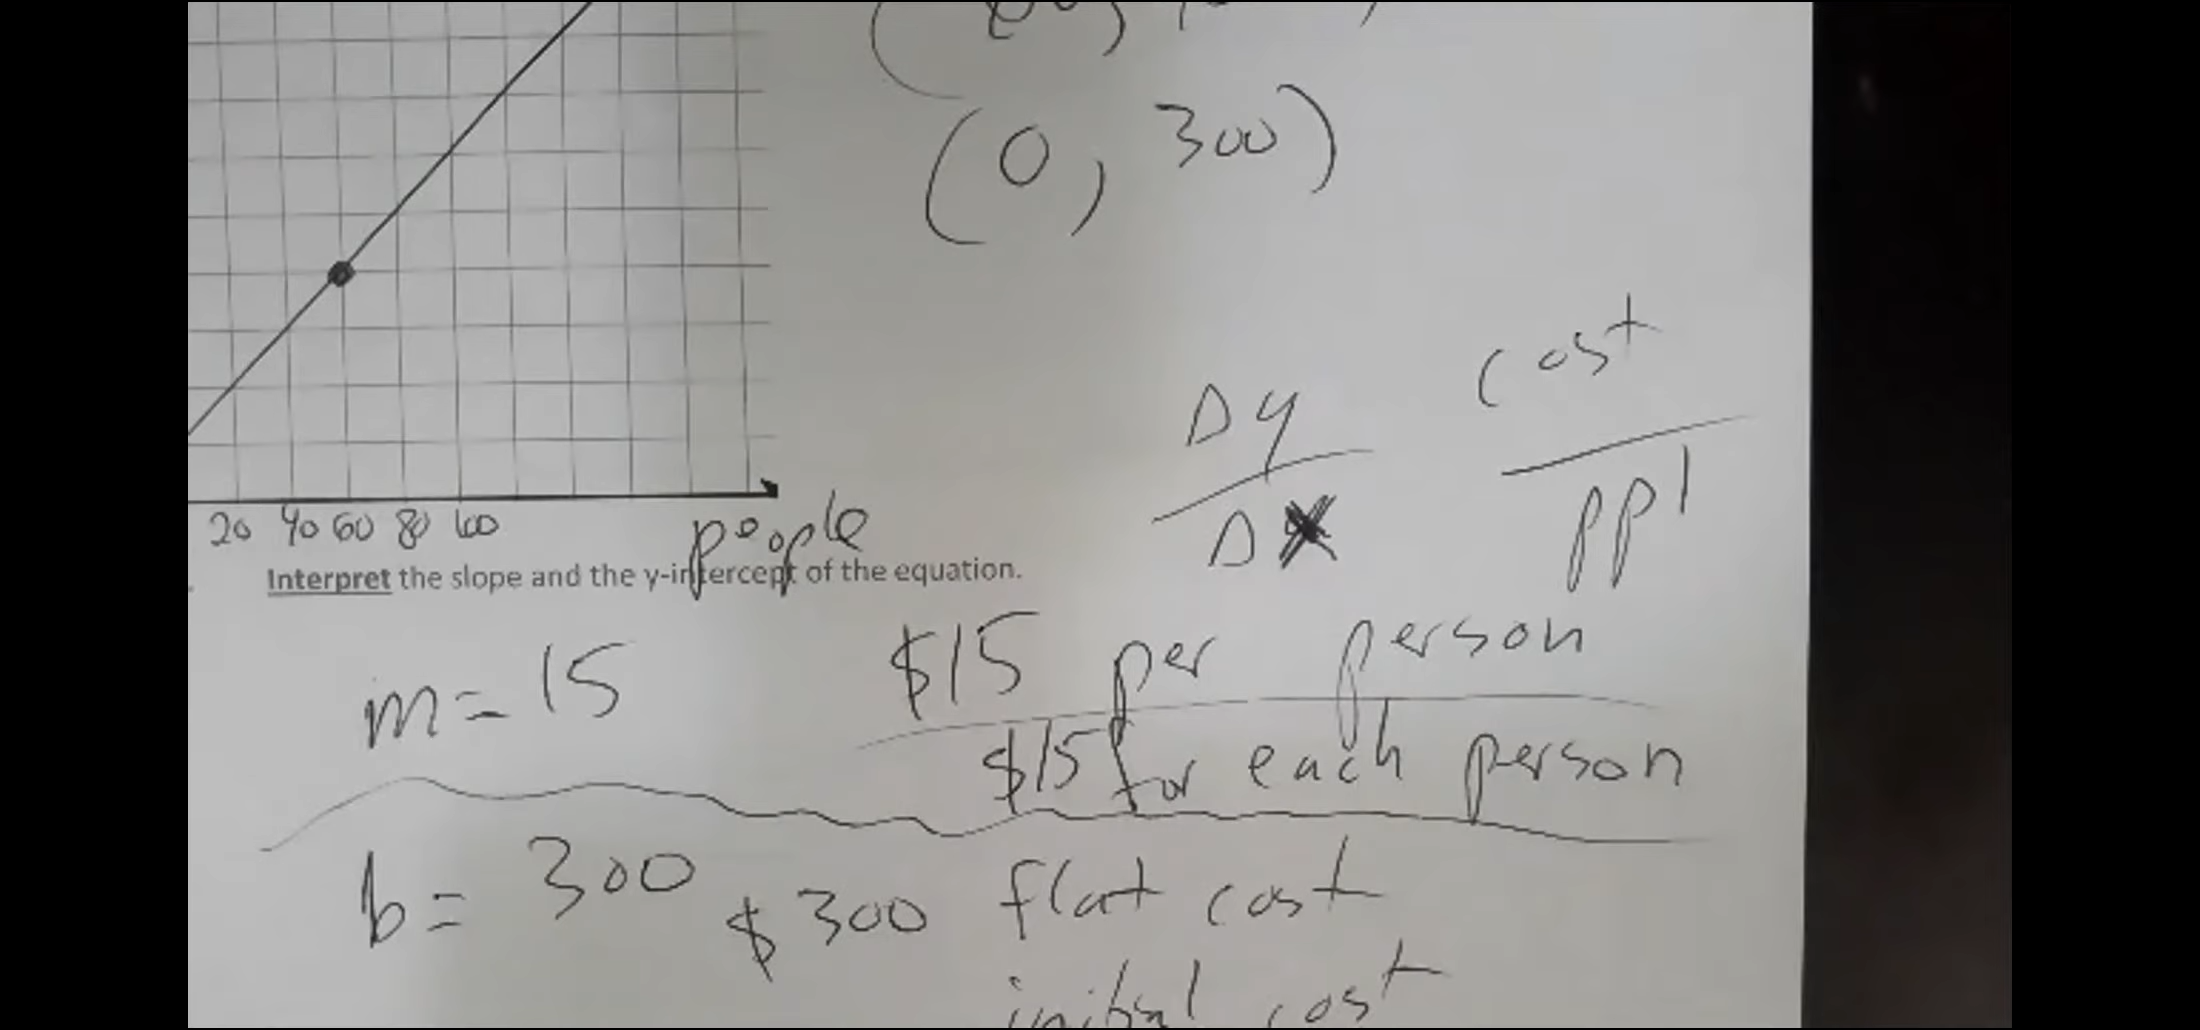 (0, 300)
cost
Δy
ppl
Δx
20 40 60 80 100
people
Interpret the slope and the y-intercept of the equation.
m = 15
$15 per person
$15 for each person
b = 300
$300 flat cost
initial cost